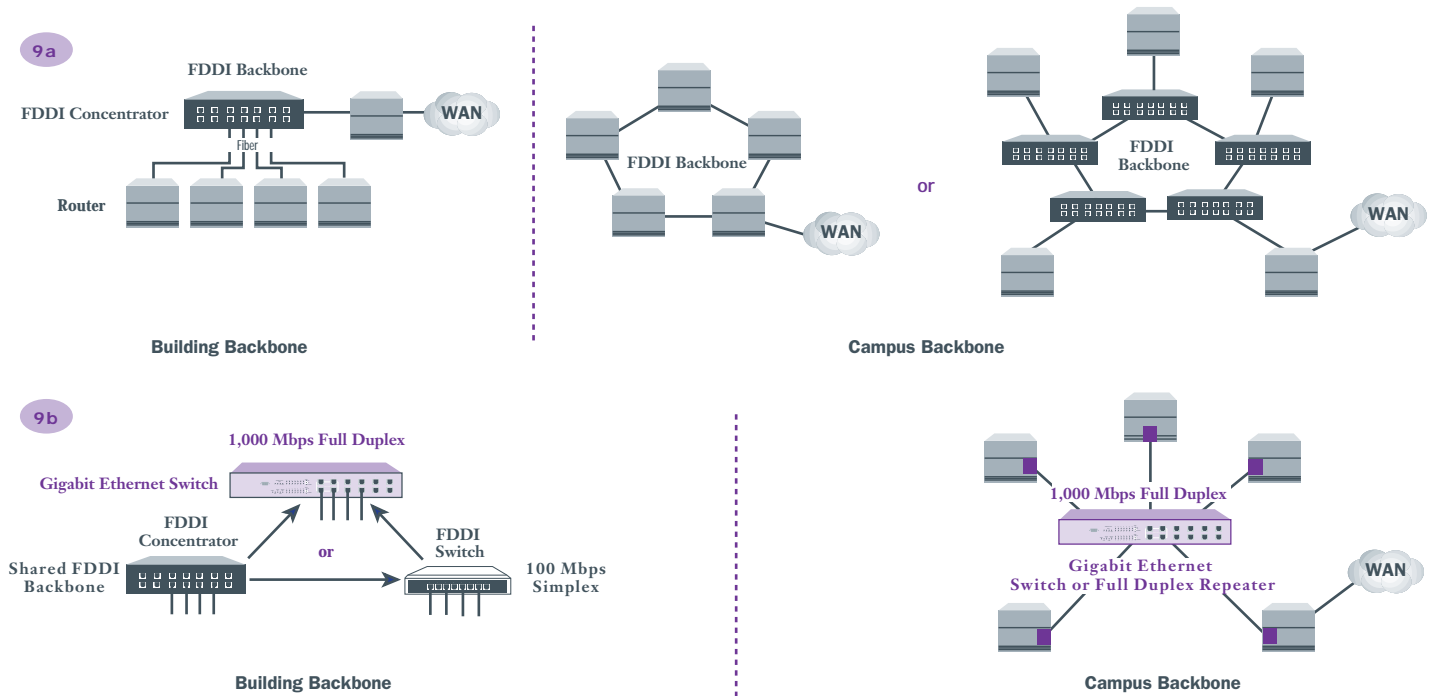 9a
FDDI Backbone
FDDI Concentrator
WAN
Fiber
Router
Building Backbone
FDDI Backbone
WAN
or
FDDI
Backbone
WAN
Campus Backbone
9b
1,000 Mbps Full Duplex
Gigabit Ethernet Switch
FDDI
Concentrator
or
FDDI
Switch
Shared FDDI
Backbone
100 Mbps
Simplex
Building Backbone
1,000 Mbps Full Duplex
Gigabit Ethernet
Switch or Full Duplex Repeater
WAN
Campus Backbone